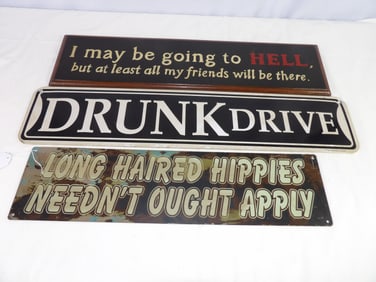 I may be going to HELL,
but at least all my friends will be there.
DRUNK DRIVE
LONG HAIRED HIPPIES
NEEDN'T OUGHT APPLY